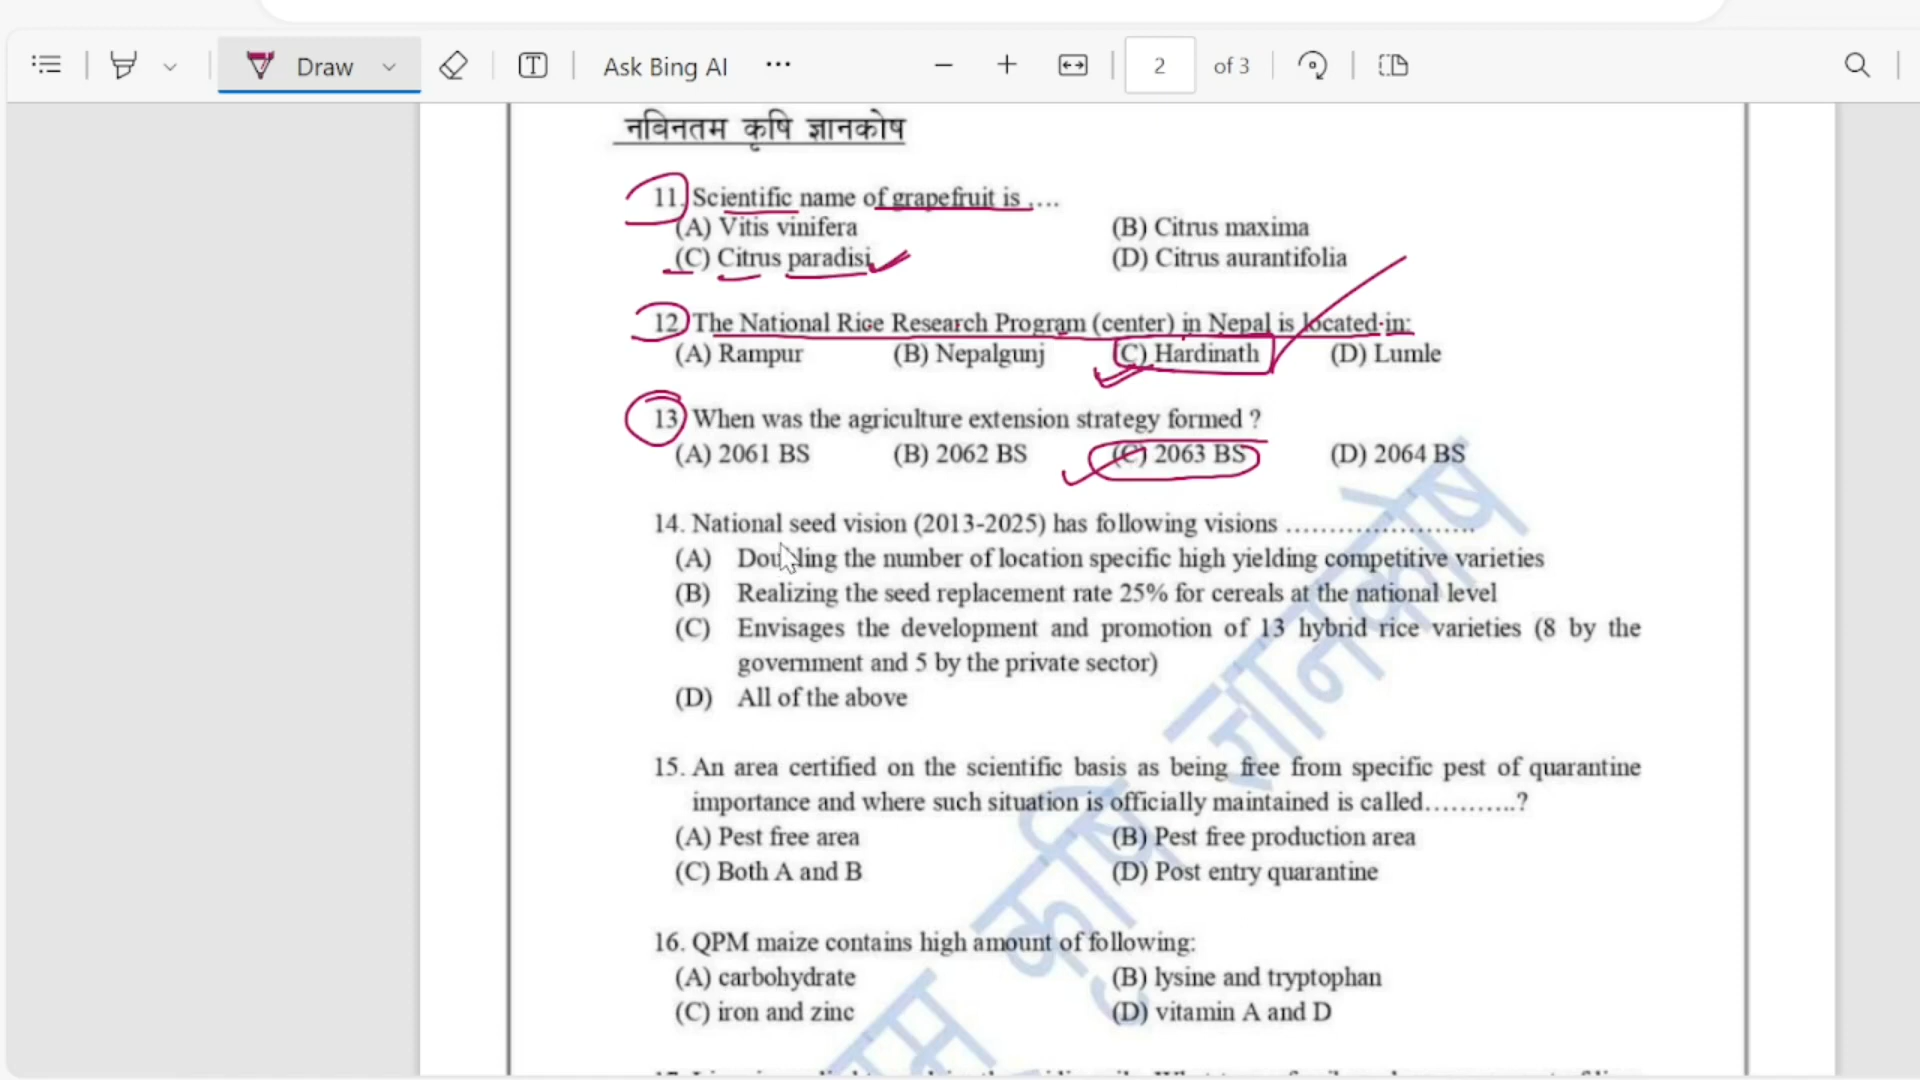 Draw
Ask Bing AI
2 of 3
नविनतम कृषि ज्ञानकोष
11. Scientific name of grapefruit is ....
(A) Vitis vinifera (B) Citrus maxima
(C) Citrus paradisi (D) Citrus aurantifolia
12. The National Rice Research Program (center) in Nepal is located in:
(A) Rampur (B) Nepalgunj (C) Hardinath (D) Lumle
13. When was the agriculture extension strategy formed ?
(A) 2061 BS (B) 2062 BS (C) 2063 BS (D) 2064 BS
14. National seed vision (2013-2025) has following visions ........................
(A) Doubling the number of location specific high yielding competitive varieties
(B) Realizing the seed replacement rate 25% for cereals at the national level
(C) Envisages the development and promotion of 13 hybrid rice varieties (8 by the
government and 5 by the private sector)
(D) All of the above
15. An area certified on the scientific basis as being free from specific pest of quarantine
importance and where such situation is officially maintained is called...........?
(A) Pest free area (B) Pest free production area
(C) Both A and B (D) Post entry quarantine
16. QPM maize contains high amount of following:
(A) carbohydrate (B) lysine and tryptophan
(C) iron and zinc (D) vitamin A and D
कृषि ज्ञानकोष